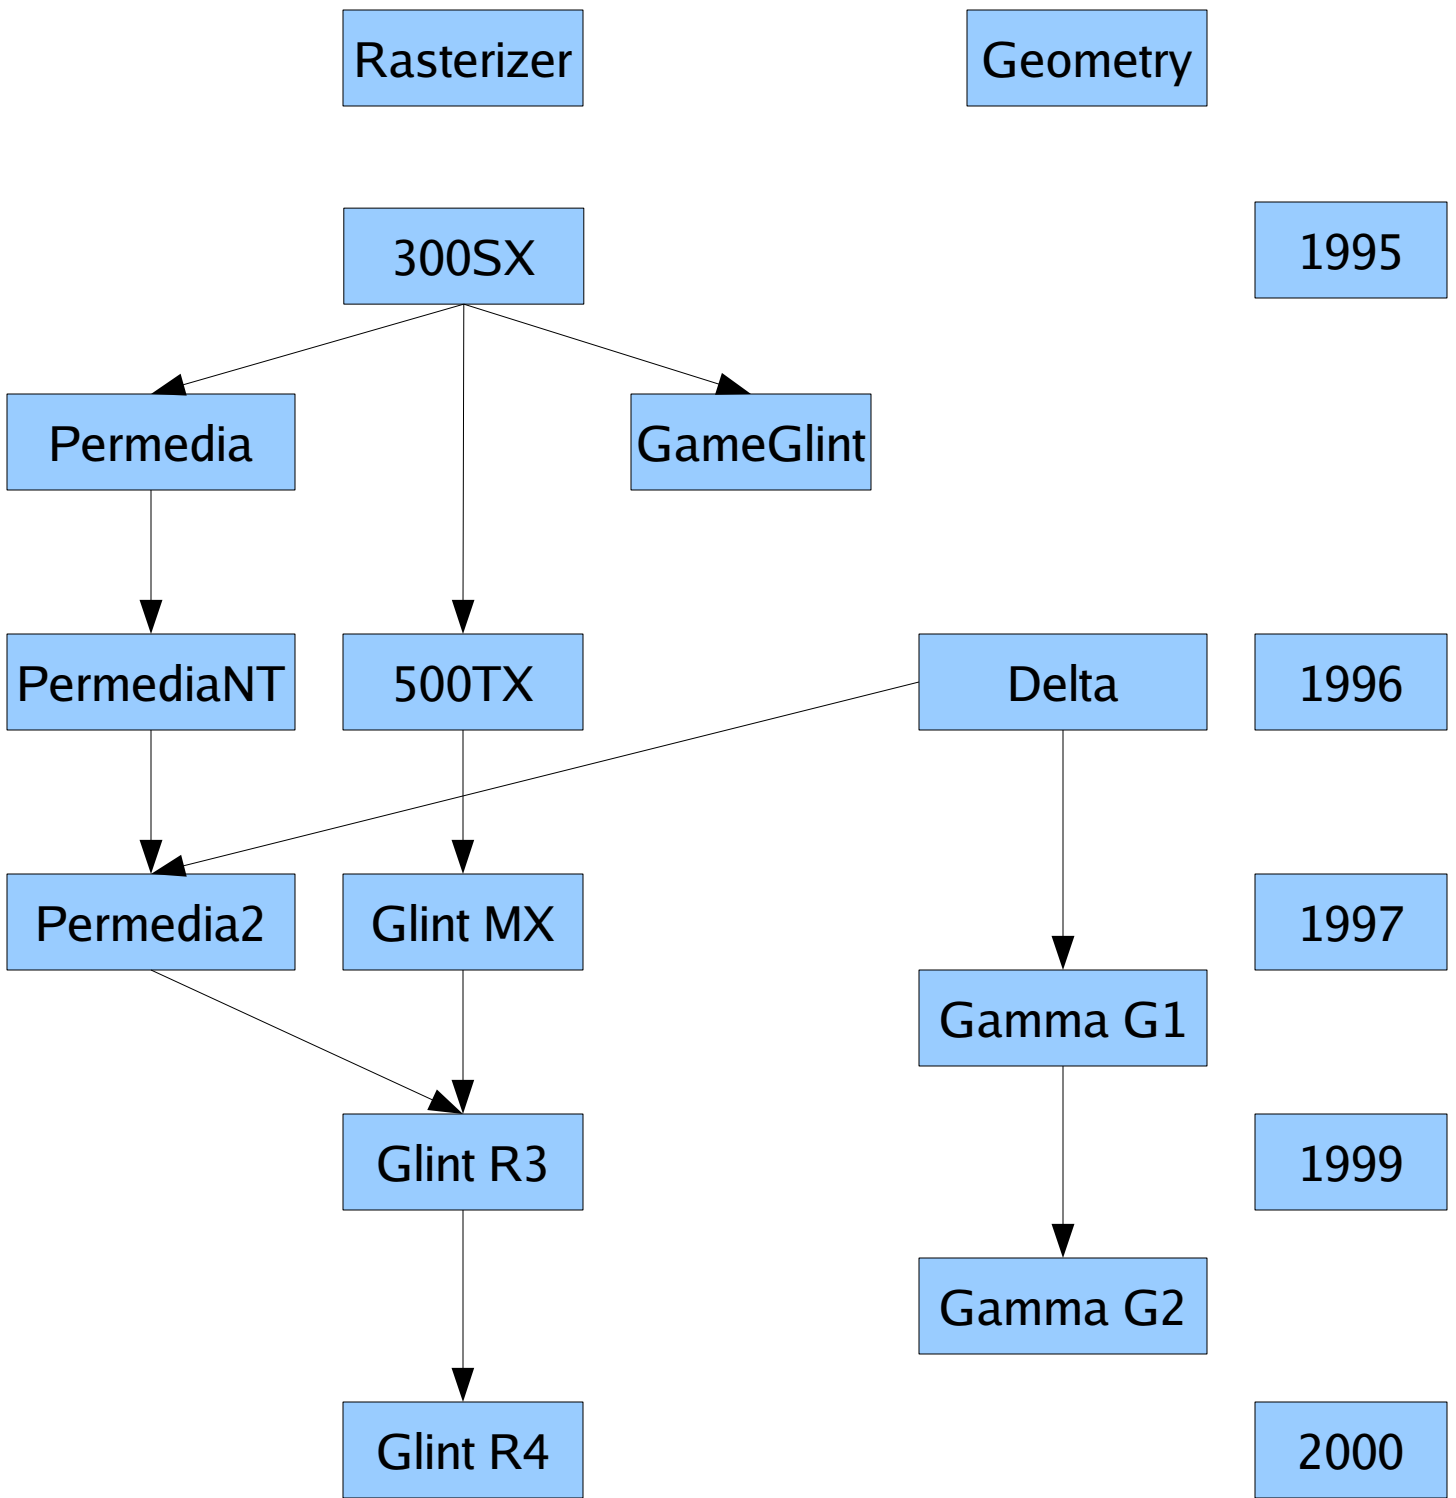 Rasterizer
Geometry
300SX
1995
Permedia
GameGlint
PermediaNT
500TX
Delta
1996
Permedia2
Glint MX
1997
Gamma G1
Glint R3
1999
Gamma G2
Glint R4
2000